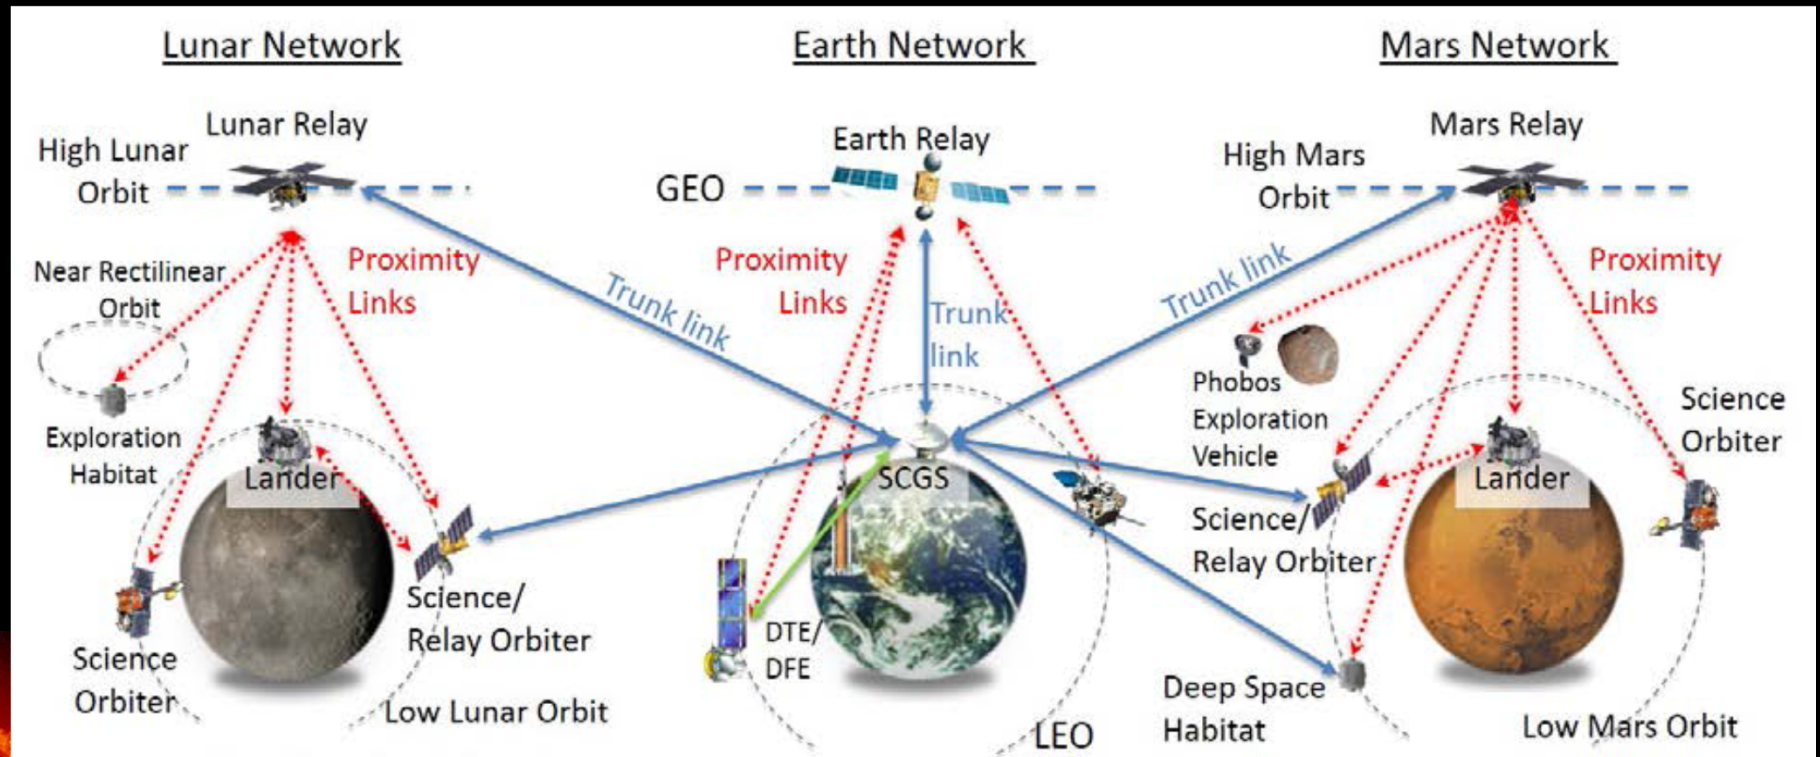 Lunar Network
Earth Network
Mars Network
Lunar Relay
High Lunar
Orbit
Near Rectilinear
Orbit
Proximity
Links
Trunk link
Exploration
Habitat
Lander
Science/
Relay Orbiter
Science
Orbiter
Low Lunar Orbit
Earth Relay
GEO
Proximity
Links
Trunk
link
SCGS
DTE/
DFE
LEO
Mars Relay
High Mars
Orbit
Trunk link
Proximity
Links
Phobos
Exploration
Vehicle
Science
Orbiter
Lander
Science/
Relay Orbiter
Deep Space
Habitat
Low Mars Orbit